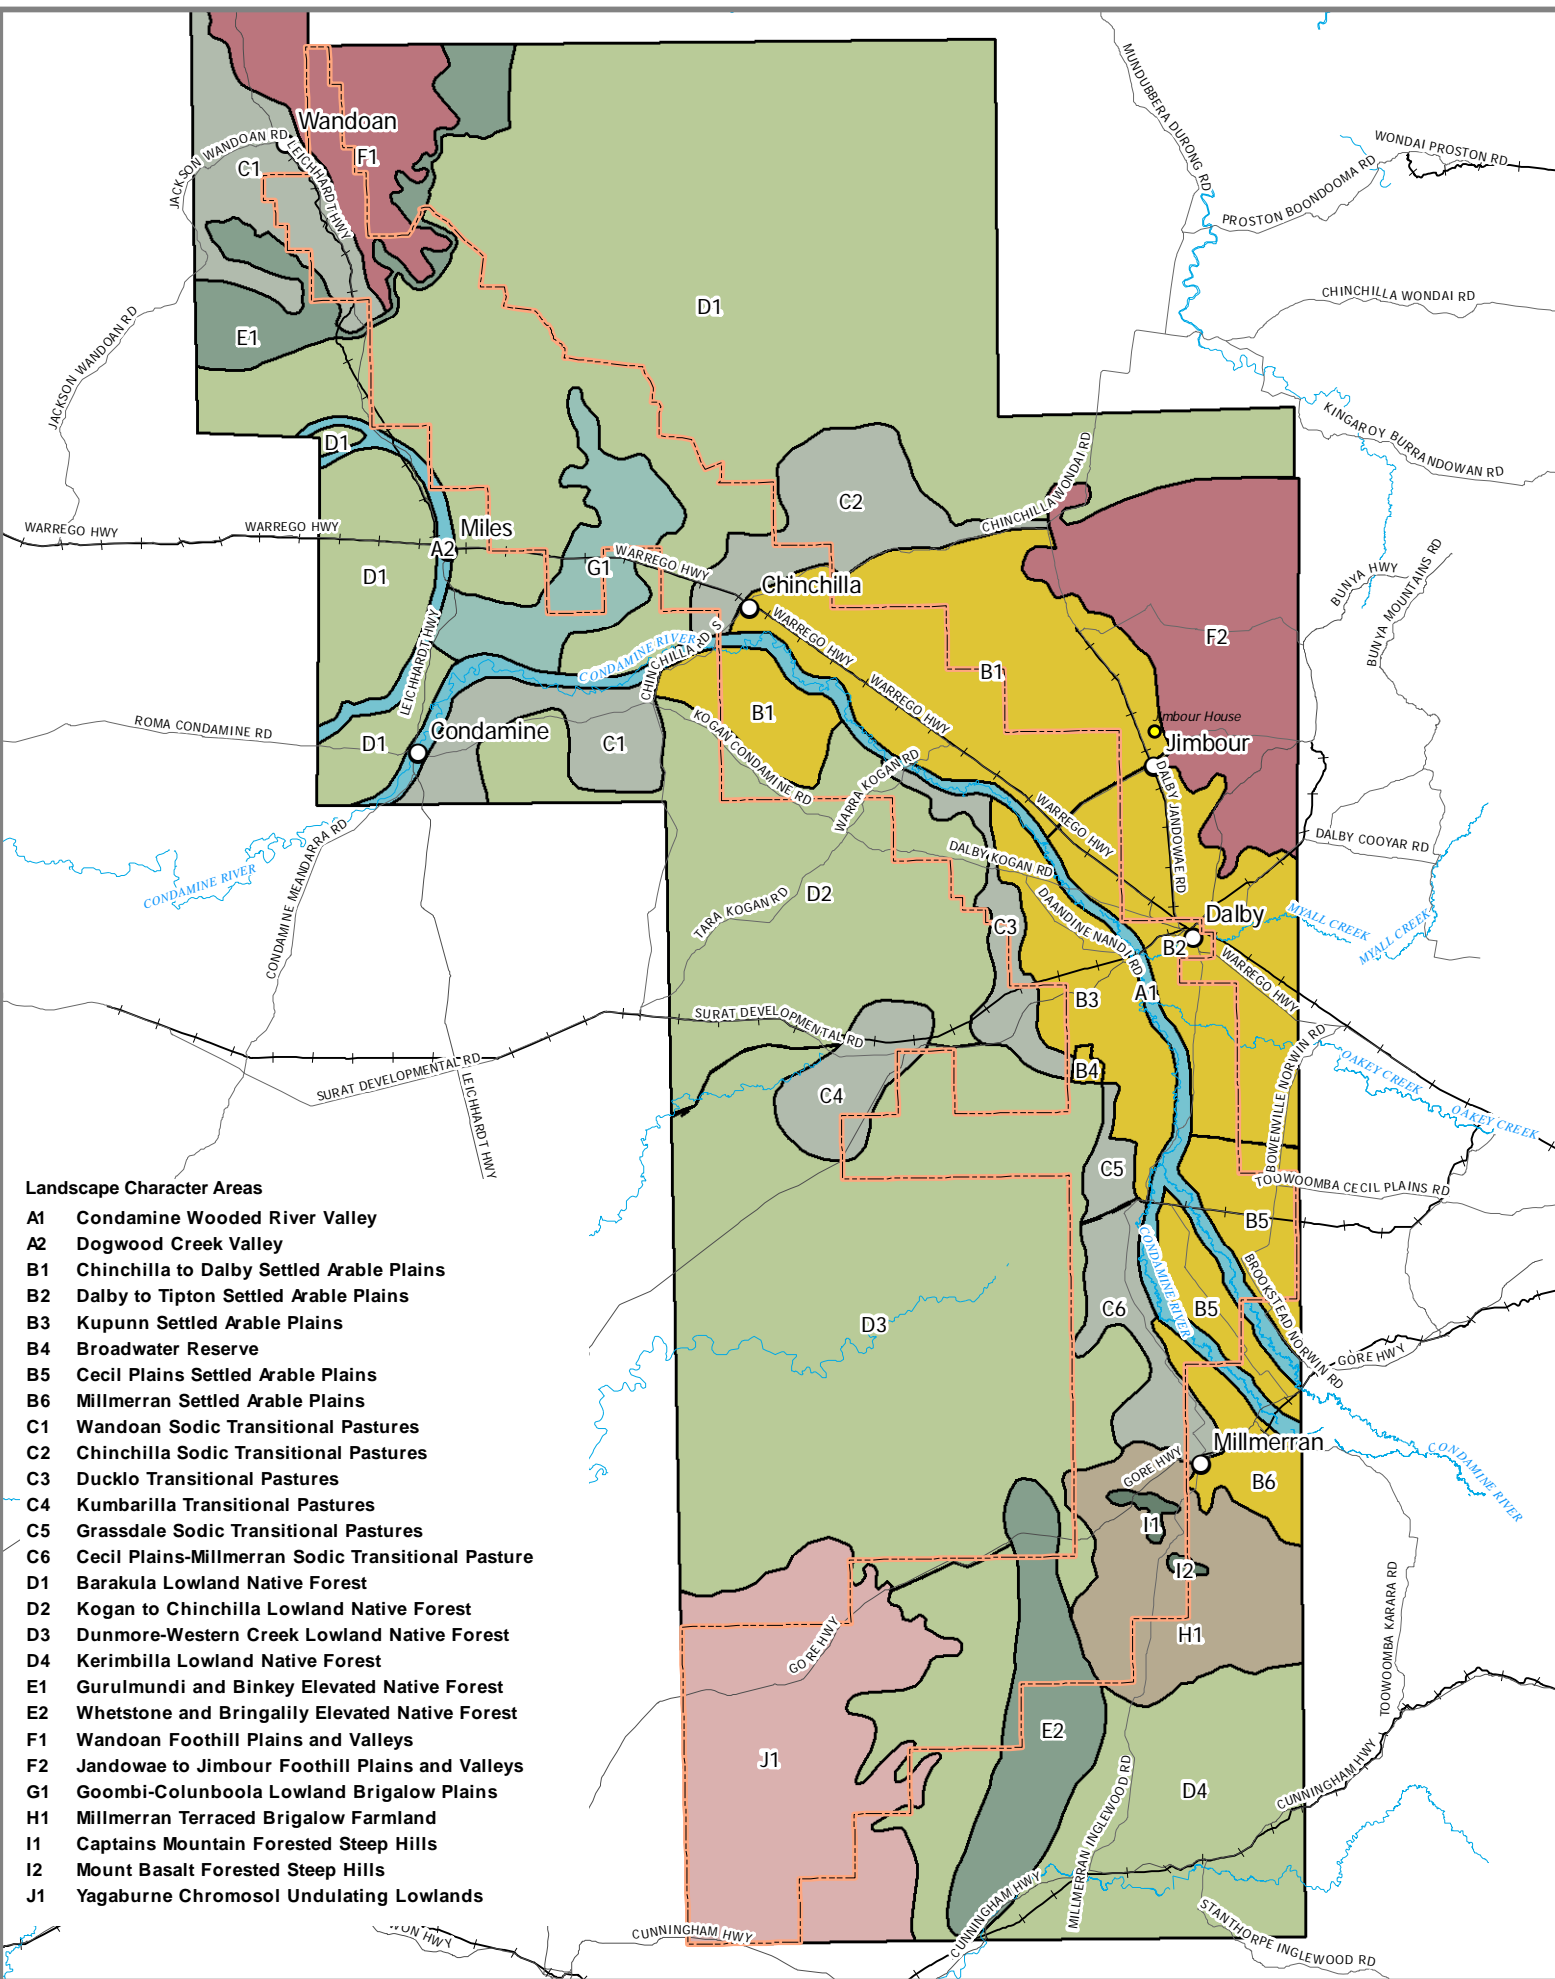 MUNDUBBERA DURONG RD
WONDAI PROSTON RD
PROSTON BOONDOOMA RD
Wandoan
JACKSON WANDOAN RD
LEICHHARDT HWY
F1
C1
CHINCHILLA WONDAI RD
D1
E1
JACKSON WANDOAN RD
KINGAROY BURRANDOWAN RD
D1
CHINCHILLA WONDAI RD
C2
WARREGO HWY
WARREGO HWY
Miles
A2
WARREGO HWY
G1
D1
Chinchilla
BUNYA HWY
BUNYA MOUNTAINS RD
WARREGO HWY
F2
LEICHHARDT HWY
CONDAMINE RIVER
CHINCHILLA RD S
B1
WARREGO HWY
B1
Jimbour House
Jimbour
ROMA CONDAMINE RD
D1
Condamine
C1
KOGAN CONDAMINE RD
WARRA KOGAN RD
DALBY JANDOWAE RD
WARREGO HWY
DALBY COOYAR RD
CONDAMINE MEANDARRA RD
CONDAMINE RIVER
DALBY KOGAN RD
D2
TARA KOGAN RD
DAANDINE NANDI RD
C3
Dalby
B2
MYALL CREEK
MYALL CREEK
WARREGO HWY
A1
B3
SURAT DEVELOPMENTAL RD
SURAT DEVELOPMENTAL RD
LEICHHARDT HWY
B4
C4
BOWENVILLE NORWIN RD
OAKEY CREEK
OAKEY CREEK
C5
TOOWOOMBA CECIL PLAINS RD
B5
CONDAMINE RIVER
BROOKSTEAD NORWIN RD
C6
B5
D3
GORE HWY
Millmerran
GORE HWY
B6
CONDAMINE RIVER
I1
I2
H1
TOOWOOMBA KARARA RD
GORE HWY
E2
J1
D4
MILLMERRAN INGLEWOOD RD
CUNNINGHAM HWY
CUNNINGHAM HWY
CUNNINGHAM HWY
STANTHORPE INGLEWOOD RD
Landscape Character Areas
A1 Condamine Wooded River Valley
A2 Dogwood Creek Valley
B1 Chinchilla to Dalby Settled Arable Plains
B2 Dalby to Tipton Settled Arable Plains
B3 Kupunn Settled Arable Plains
B4 Broadwater Reserve
B5 Cecil Plains Settled Arable Plains
B6 Millmerran Settled Arable Plains
C1 Wandoan Sodic Transitional Pastures
C2 Chinchilla Sodic Transitional Pastures
C3 Ducklo Transitional Pastures
C4 Kumbarilla Transitional Pastures
C5 Grassdale Sodic Transitional Pastures
C6 Cecil Plains-Millmerran Sodic Transitional Pasture
D1 Barakula Lowland Native Forest
D2 Kogan to Chinchilla Lowland Native Forest
D3 Dunmore-Western Creek Lowland Native Forest
D4 Kerimbilla Lowland Native Forest
E1 Gurulmundi and Binkey Elevated Native Forest
E2 Whetstone and Bringalily Elevated Native Forest
F1 Wandoan Foothill Plains and Valleys
F2 Jandowae to Jimbour Foothill Plains and Valleys
G1 Goombi-Colunboola Lowland Brigalow Plains
H1 Millmerran Terraced Brigalow Farmland
I1 Captains Mountain Forested Steep Hills
I2 Mount Basalt Forested Steep Hills
J1 Yagaburne Chromosol Undulating Lowlands